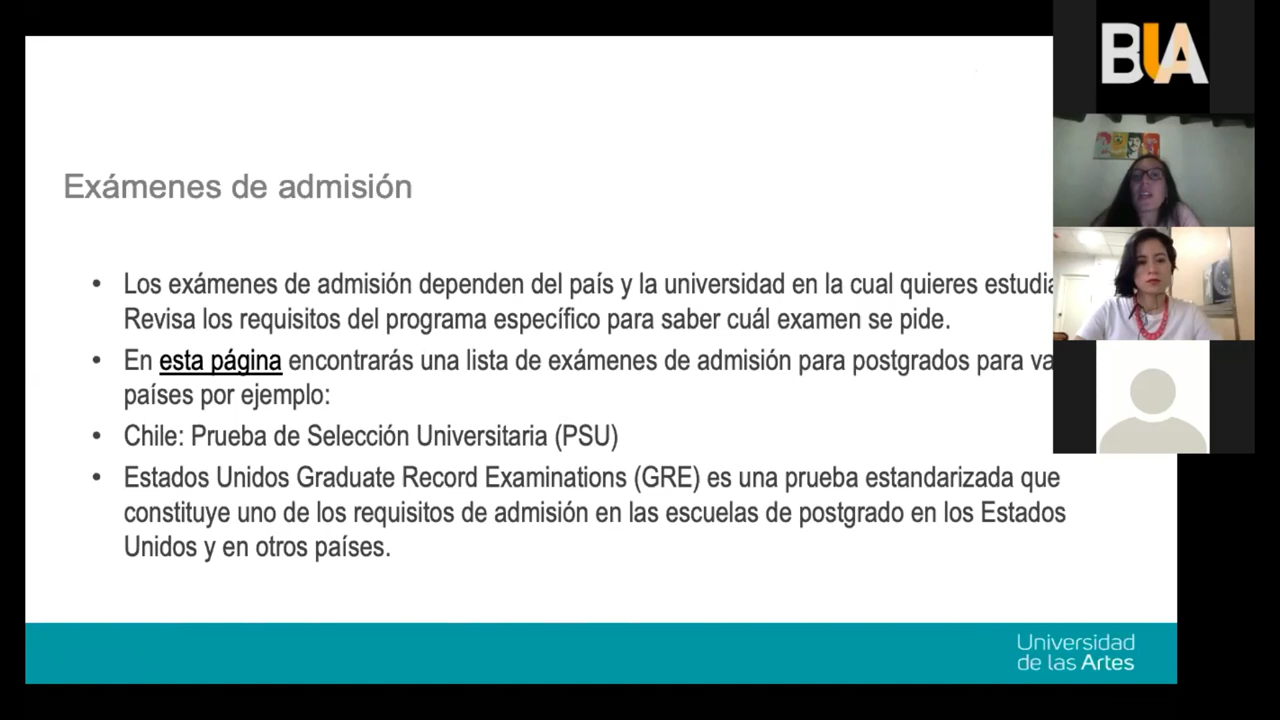 Exámenes de admisión
Los exámenes de admisión dependen del país y la universidad en la cual quieres
Revisa los requisitos del programa específico para saber cuál examen se pide.
En esta página encontrarás una lista de exámenes de admisión para postgrados para
países por ejemplo:
Chile: Prueba de Selección Universitaria (PSU)
Estados Unidos Graduate Record Examinations (GRE) es una prueba estandarizada que
constituye uno de los requisitos de admisión en las escuelas de postgrado en los Estados
Unidos y en otros países.
Universidad
de las Artes
BUA